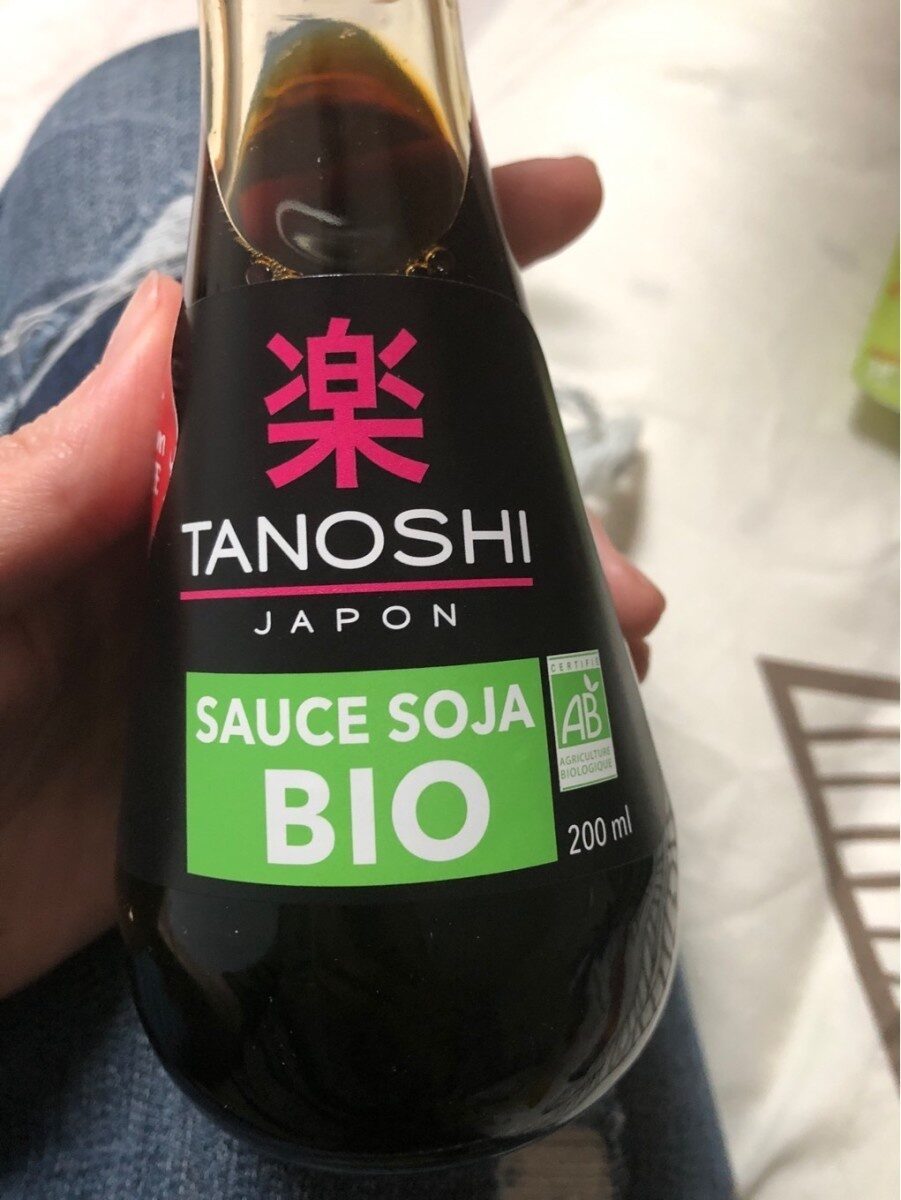 楽
TANOSHI
JAPON
SAUCE SOJA
BIO
CERTIFIÉ
AB
AGRICULTURE
BIOLOGIQUE
200 ml